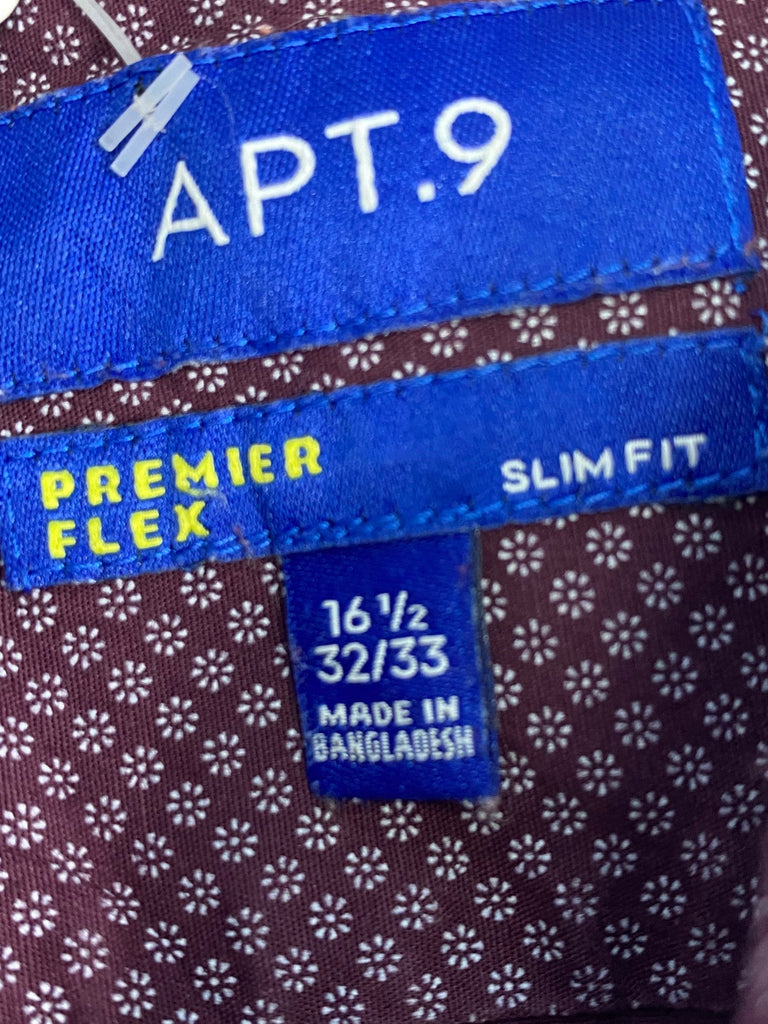 APT.9
PREMIER
FLEX
SLIM FIT
16 1/2
32/33
MADE IN
BANGLADESH